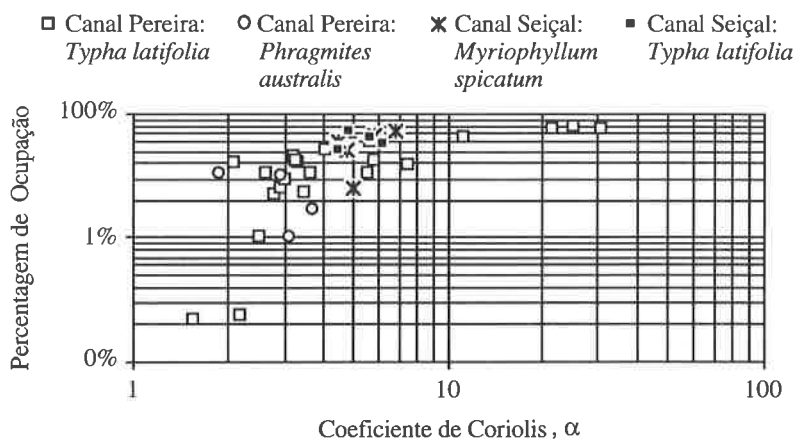 Canal Pereira: Canal Pereira: Canal Seiçal: Canal Seiçal:
Typha latifolia Phragmites Myriophyllum Typha latifolia
australis spicatum
Percentagem de Ocupação
100%
1%
0%
1 10 100
Coeficiente de Coriolis , α